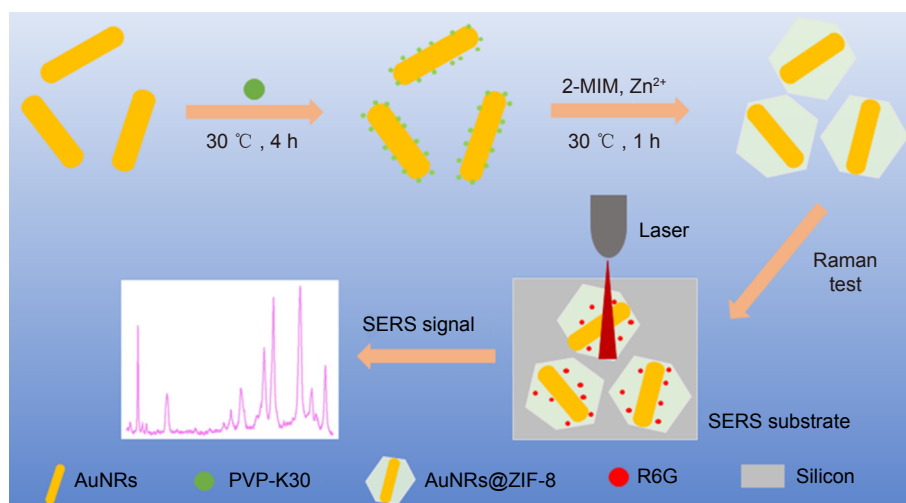 30 ℃ , 4 h
2-MIM, Zn²⁺
30 ℃ , 1 h
Laser
Raman
test
SERS signal
SERS substrate
AuNRs
PVP-K30
AuNRs@ZIF-8
R6G
Silicon